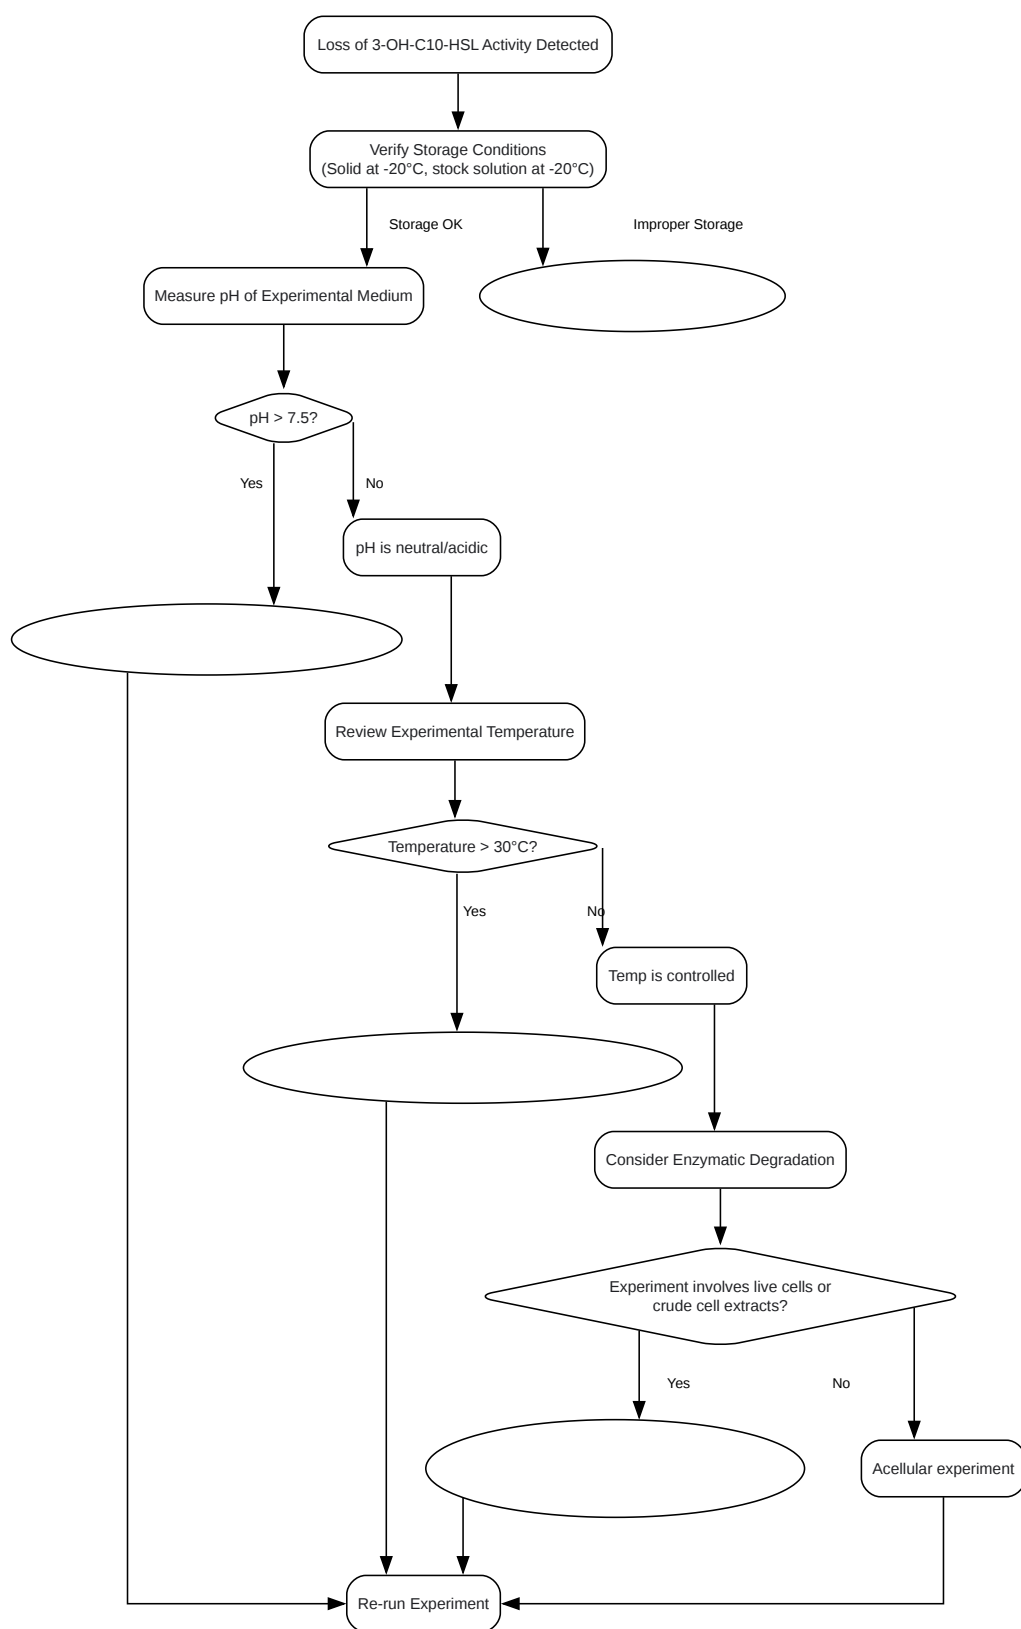 Loss of 3-OH-C10-HSL Activity Detected
Verify Storage Conditions
(Solid at -20°C, stock solution at -20°C)
Storage OK
Improper Storage
Measure pH of Experimental Medium
pH > 7.5?
Yes
No
pH is neutral/acidic
Review Experimental Temperature
Temperature > 30°C?
Yes
No
Temp is controlled
Consider Enzymatic Degradation
Experiment involves live cells or
crude cell extracts?
Yes
No
Acellular experiment
Re-run Experiment